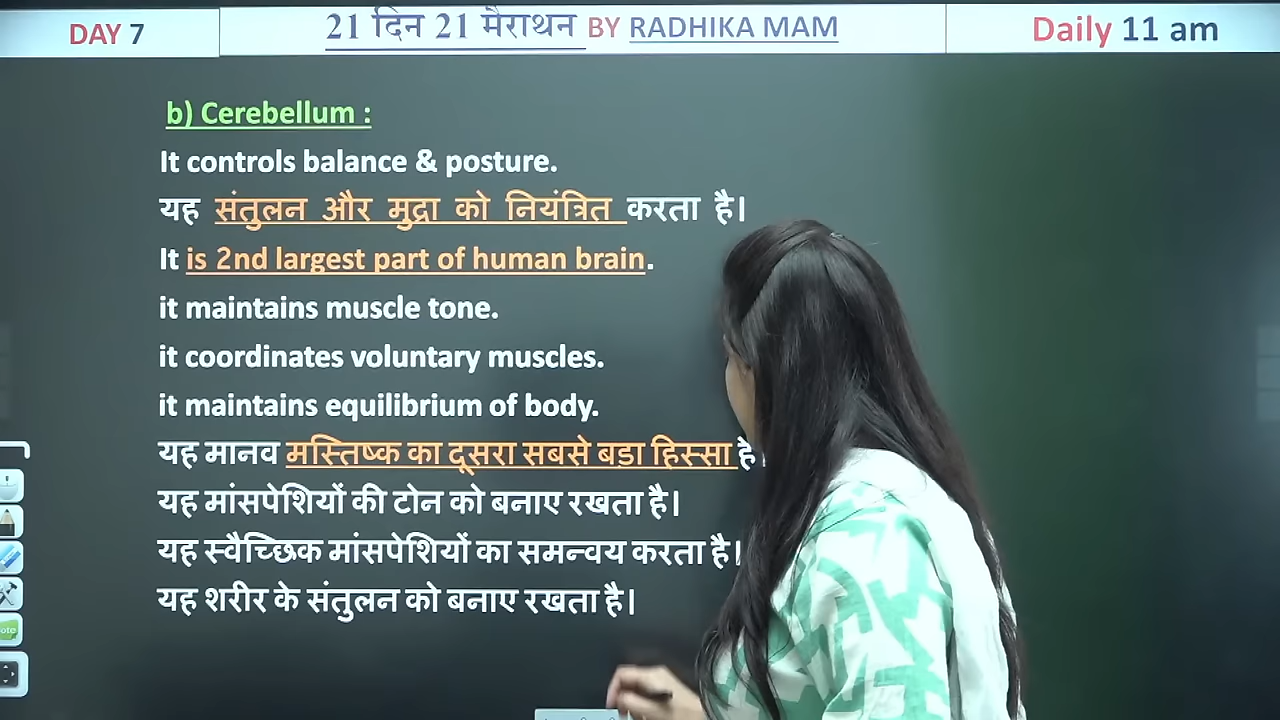 DAY 7
21 दिन 21 मैराथन BY RADHIKA MAM
Daily 11 am
b) Cerebellum :
It controls balance & posture.
यह संतुलन और मुद्रा को नियंत्रित करता है।
It is 2nd largest part of human brain.
it maintains muscle tone.
it coordinates voluntary muscles.
it maintains equilibrium of body.
यह मानव मस्तिष्क का दूसरा सबसे बडा हिस्सा है।
यह मांसपेशियों की टोन को बनाए रखता है।
यह स्वैच्छिक मांसपेशियों का समन्वय करता है।
यह शरीर के संतुलन को बनाए रखता है।